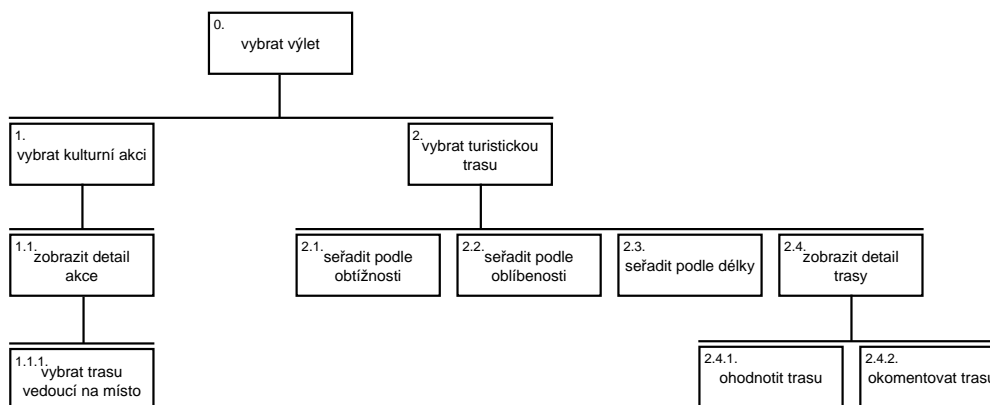 0.
vybrat výlet
1.
vybrat kulturní akci
2.
vybrat turistickou
trasu
1.1.
zobrazit detail
akce
2.1.
seřadit podle
obtížnosti
2.2.
seřadit podle
oblíbenosti
2.3.
seřadit podle délky
2.4.
zobrazit detail
trasy
1.1.1.
vybrat trasu
vedoucí na místo
2.4.1.
ohodnotit trasu
2.4.2.
okomentovat trasu